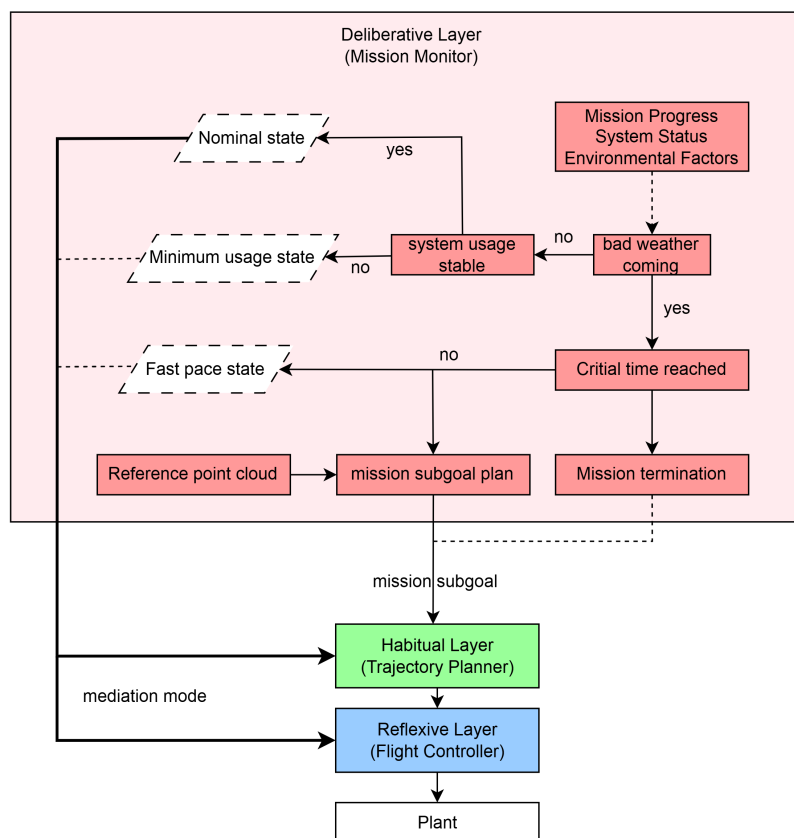 Deliberative Layer
(Mission Monitor)
Nominal state
Mission Progress
System Status
Environmental Factors
yes
Minimum usage state
no
system usage
stable
no
bad weather
coming
yes
Fast pace state
no
Critial time reached
Reference point cloud
mission subgoal plan
Mission termination
mission subgoal
Habitual Layer
(Trajectory Planner)
mediation mode
Reflexive Layer
(Flight Controller)
Plant